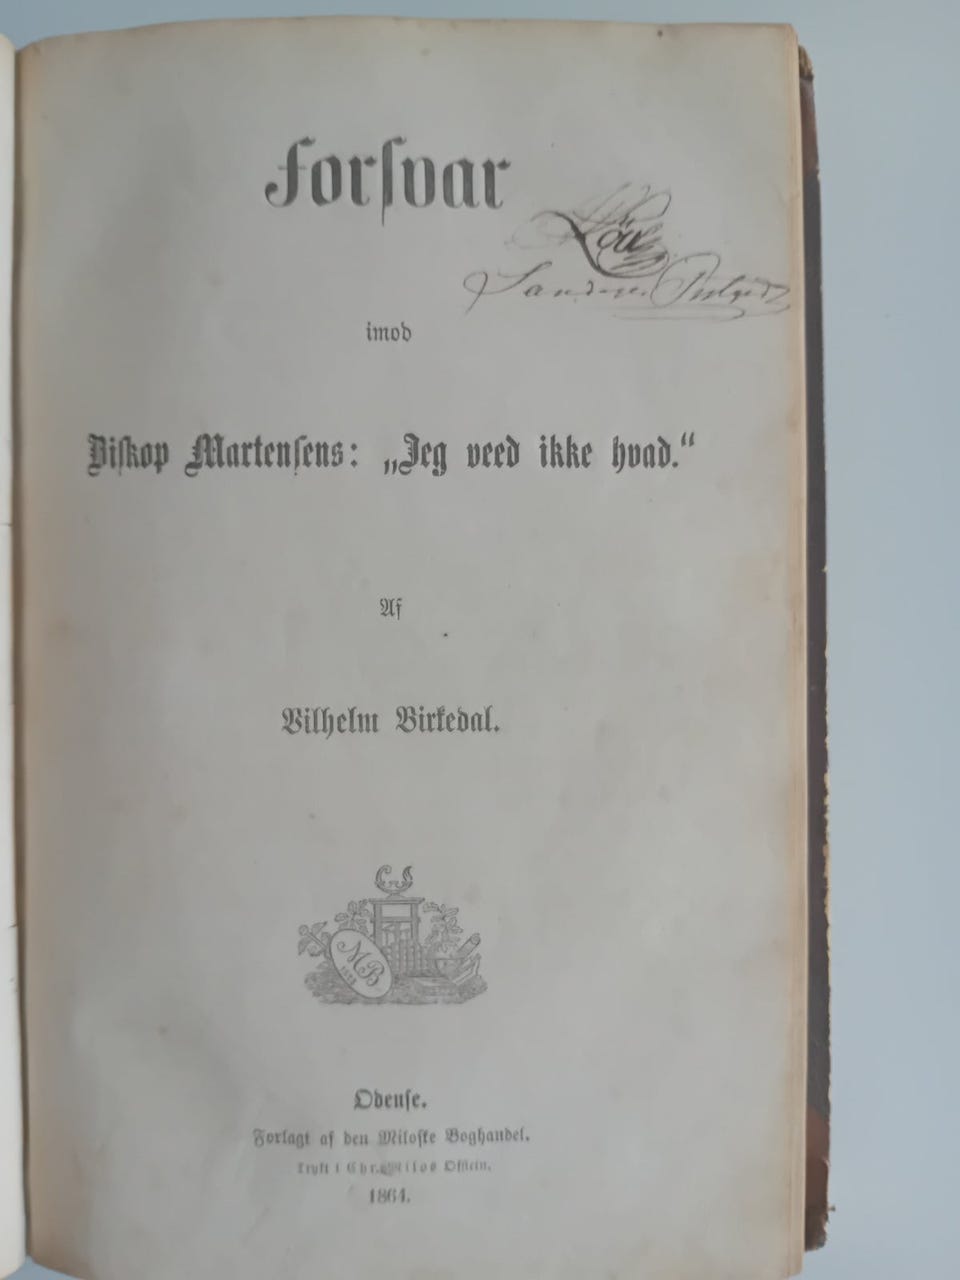 Forsvar
imod
Biskop Martensens: „Jeg veed ikke hvad.“
Af
Vilhelm Birkedal.
MB
Odense.
Forlagt af den Miloske Boghandel.
Trykt i Chr. Milos Officin.
1864.